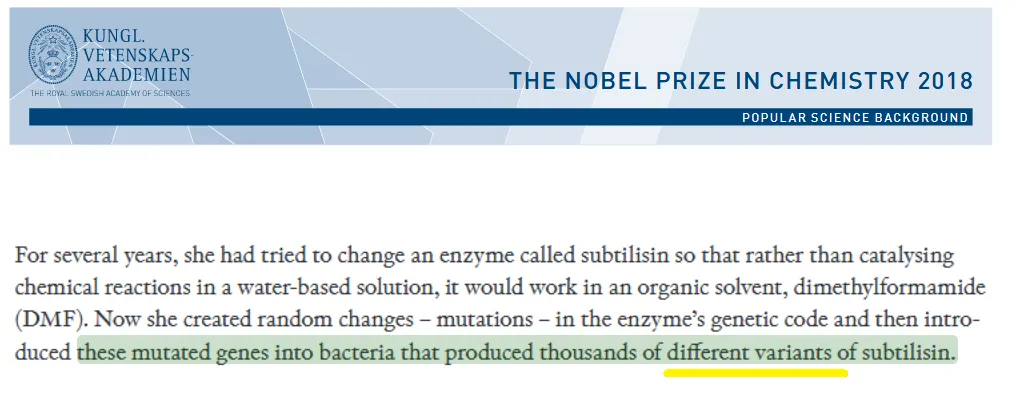 KUNGL.
VETENSKAPS-
AKADEMIEN
THE ROYAL SWEDISH ACADEMY OF SCIENCES
THE NOBEL PRIZE IN CHEMISTRY 2018
POPULAR SCIENCE BACKGROUND
For several years, she had tried to change an enzyme called subtilisin so that rather than catalysing
chemical reactions in a water-based solution, it would work in an organic solvent, dimethylformamide
(DMF). Now she created random changes – mutations – in the enzyme’s genetic code and then intro-
duced these mutated genes into bacteria that produced thousands of different variants of subtilisin.